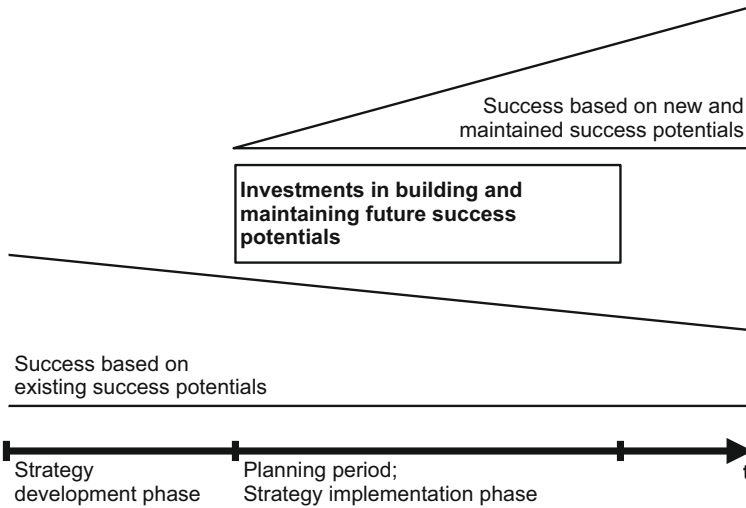 Success based on new and
maintained success potentials
Investments in building and
maintaining future success
potentials
Success based on
existing success potentials
t
Strategy
development phase
Planning period;
Strategy implementation phase